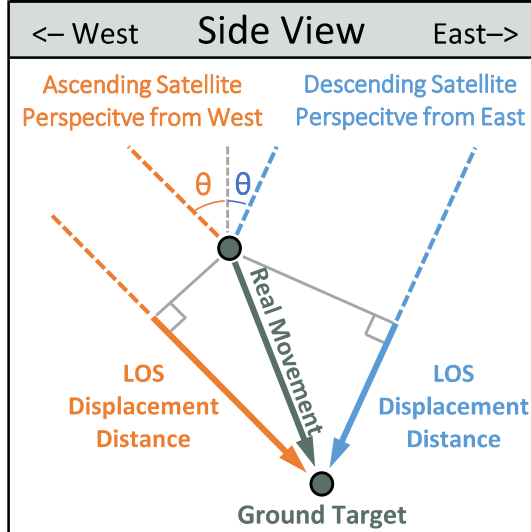 <– West Side View East–>
Ascending Satellite
Perspecitve from West
Descending Satellite
Perspecitve from East
θ θ
Real Movement
LOS
Displacement
Distance
LOS
Displacement
Distance
Ground Target